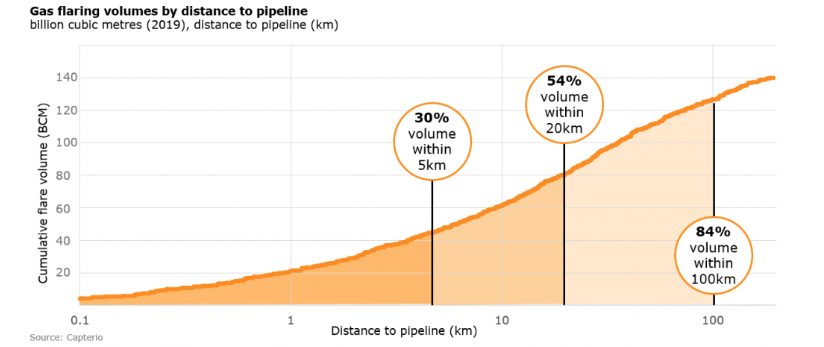 Gas flaring volumes by distance to pipeline
billion cubic metres (2019), distance to pipeline (km)
Cumulative flare volume (BCM)
140
120
100
80
60
40
20
30%
volume
within
5km
54%
volume
within
20km
84%
volume
within
100km
0.1
1
10
100
Distance to pipeline (km)
Source: Capterio